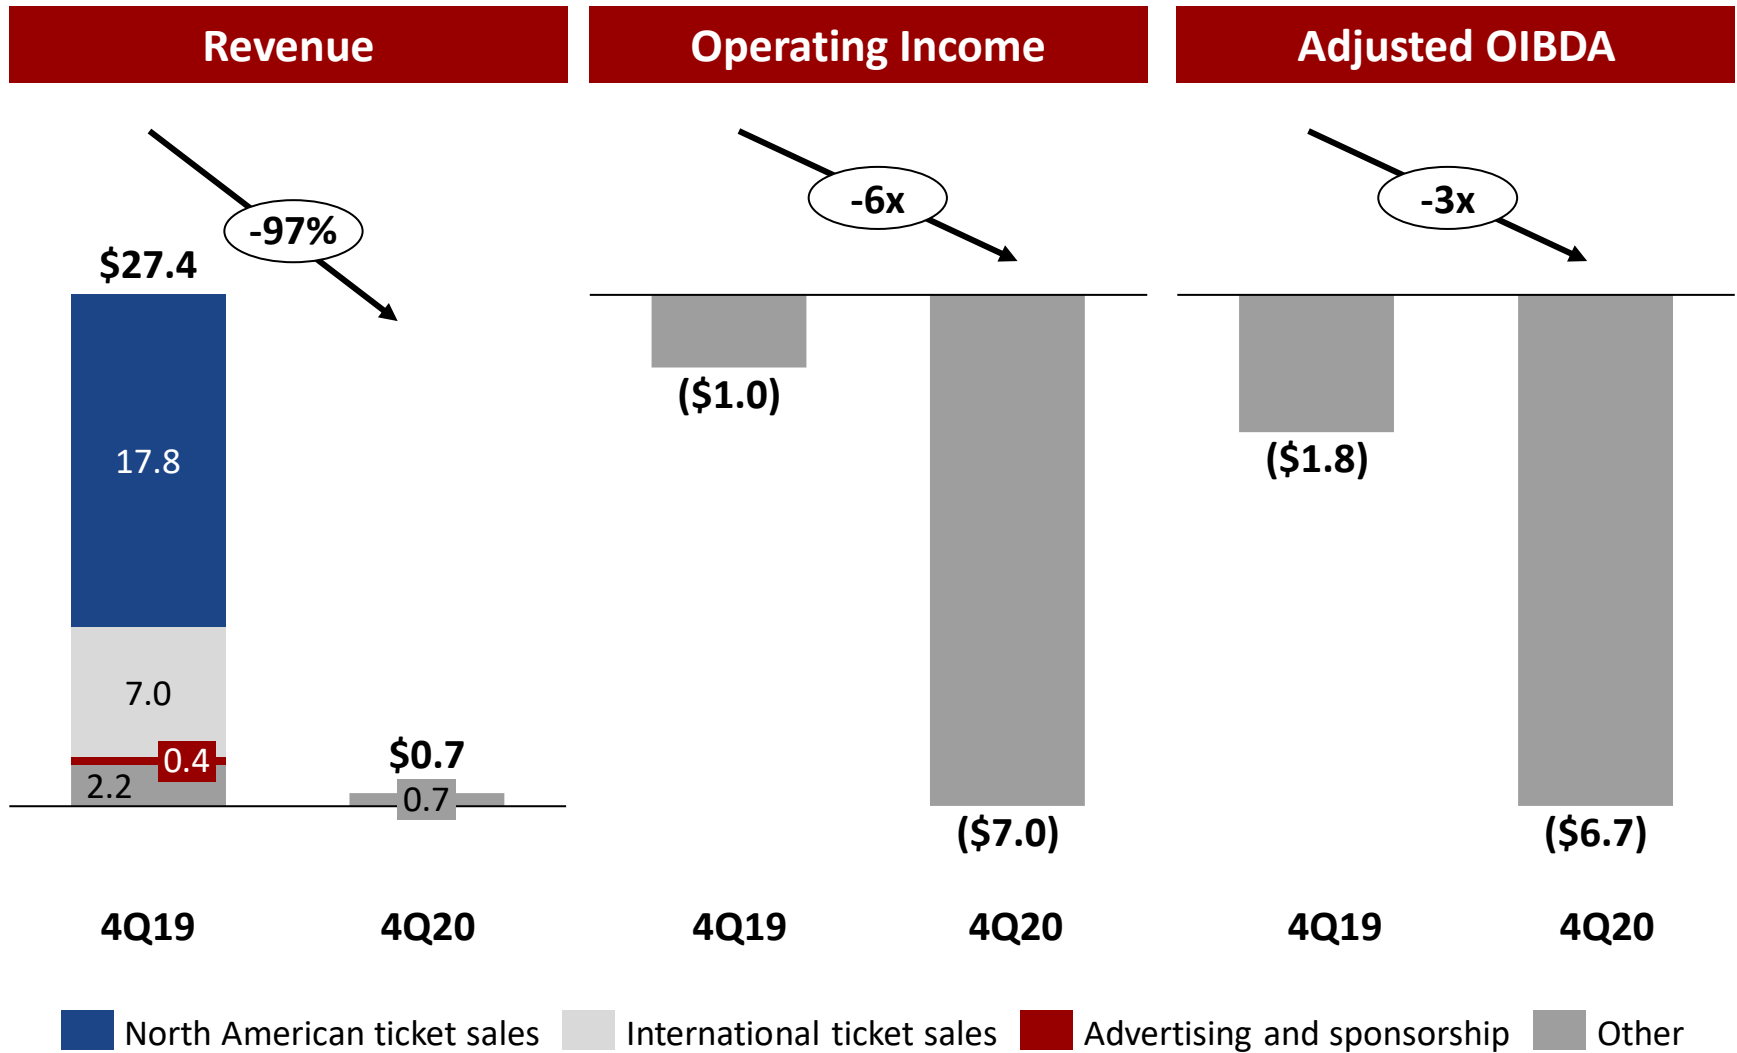 Revenue
Operating Income
Adjusted OIBDA
-97%
-6x
-3x
$27.4
17.8
7.0
0.4
2.2
$0.7
0.7
($1.0)
($7.0)
($1.8)
($6.7)
4Q19
4Q20
4Q19
4Q20
4Q19
4Q20
North American ticket sales
International ticket sales
Advertising and sponsorship
Other